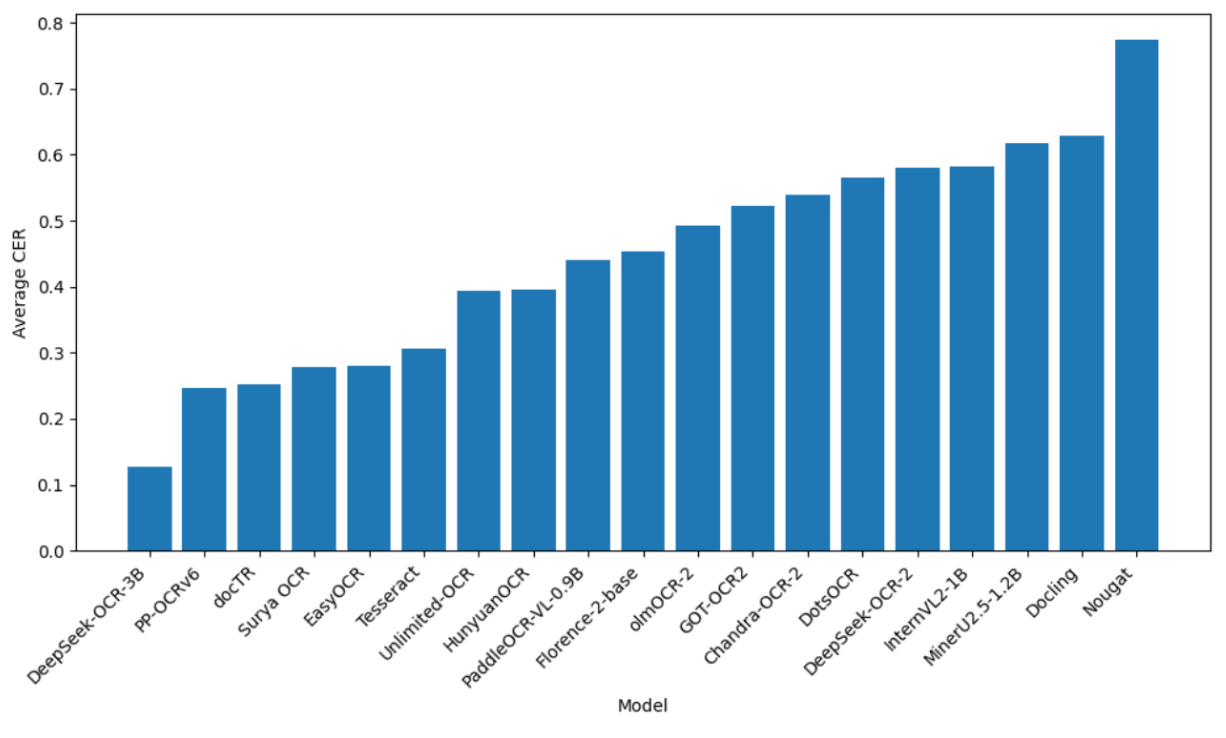 0.8
0.7
0.6
0.5
0.4
0.3
0.2
0.1
0.0
Average CER
DeepSeek-OCR-3B
PP-OCRv6
docTR
Surya OCR
EasyOCR
Tesseract
Unlimited-OCR
HunyuanOCR
PaddleOCR-VL-0.9B
Florence-2-base
olmOCR-2
GOT-OCR2
Chandra-OCR-2
DotsOCR
DeepSeek-OCR-2
InternVL2-1B
MinerU2.5-1.2B
Docling
Nougat
Model